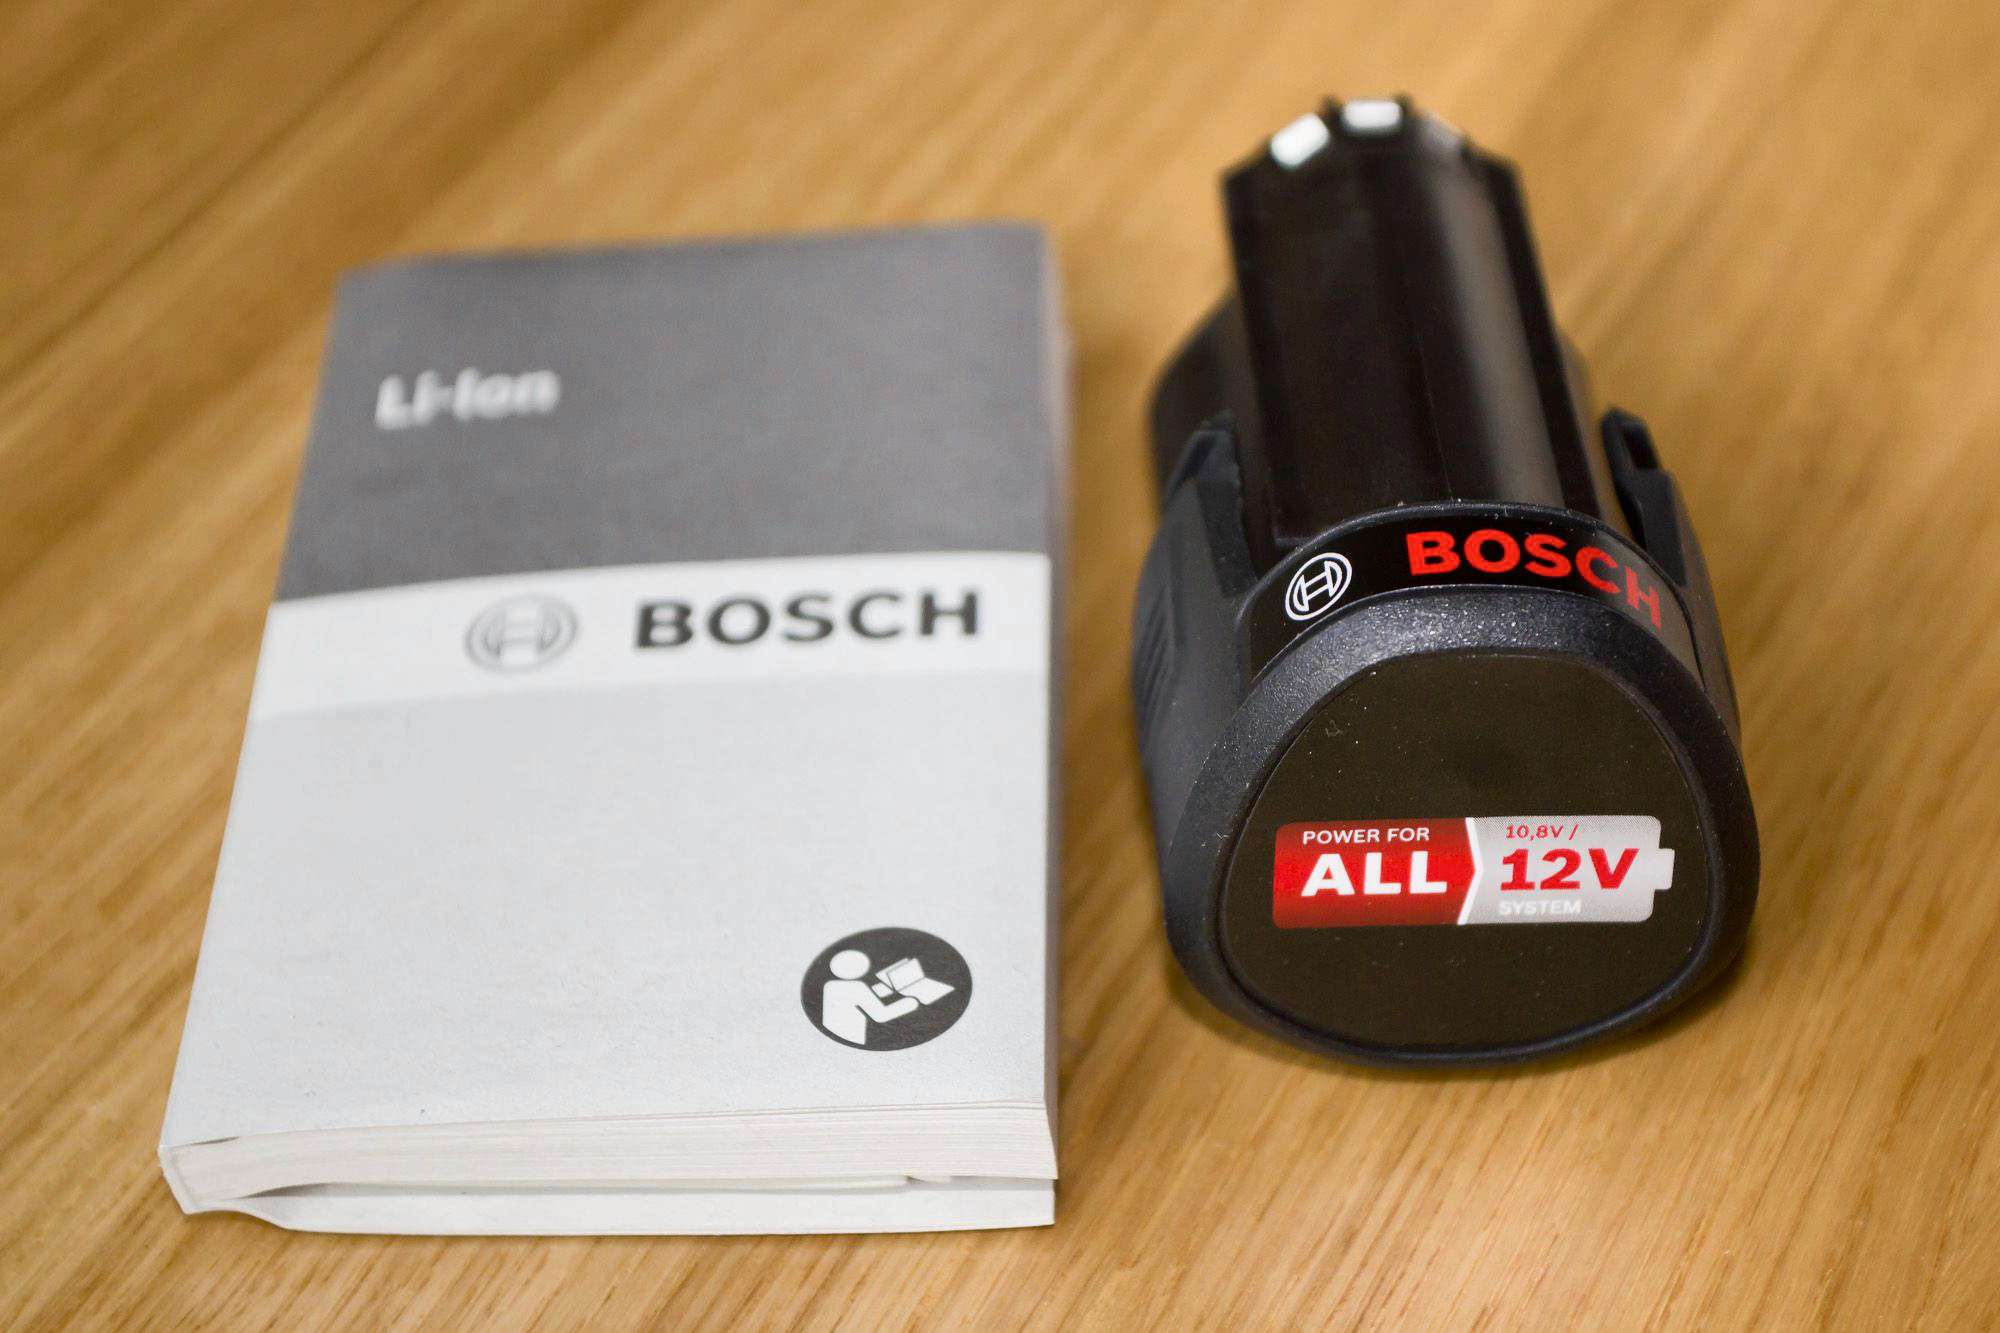 Li-Ion
BOSCH
BOSCH
POWER FOR
ALL
10,8V /
12V
SYSTEM